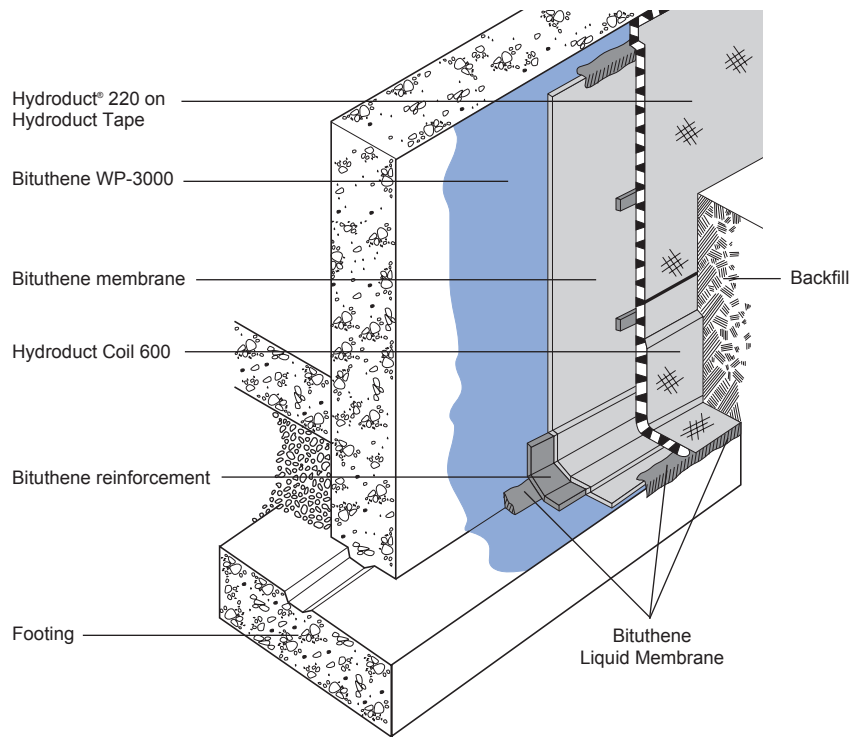 Hydroduct® 220 on
Hydroduct Tape
Bituthene WP-3000
Bituthene membrane
Backfill
Hydroduct Coil 600
Bituthene reinforcement
Footing
Bituthene
Liquid Membrane